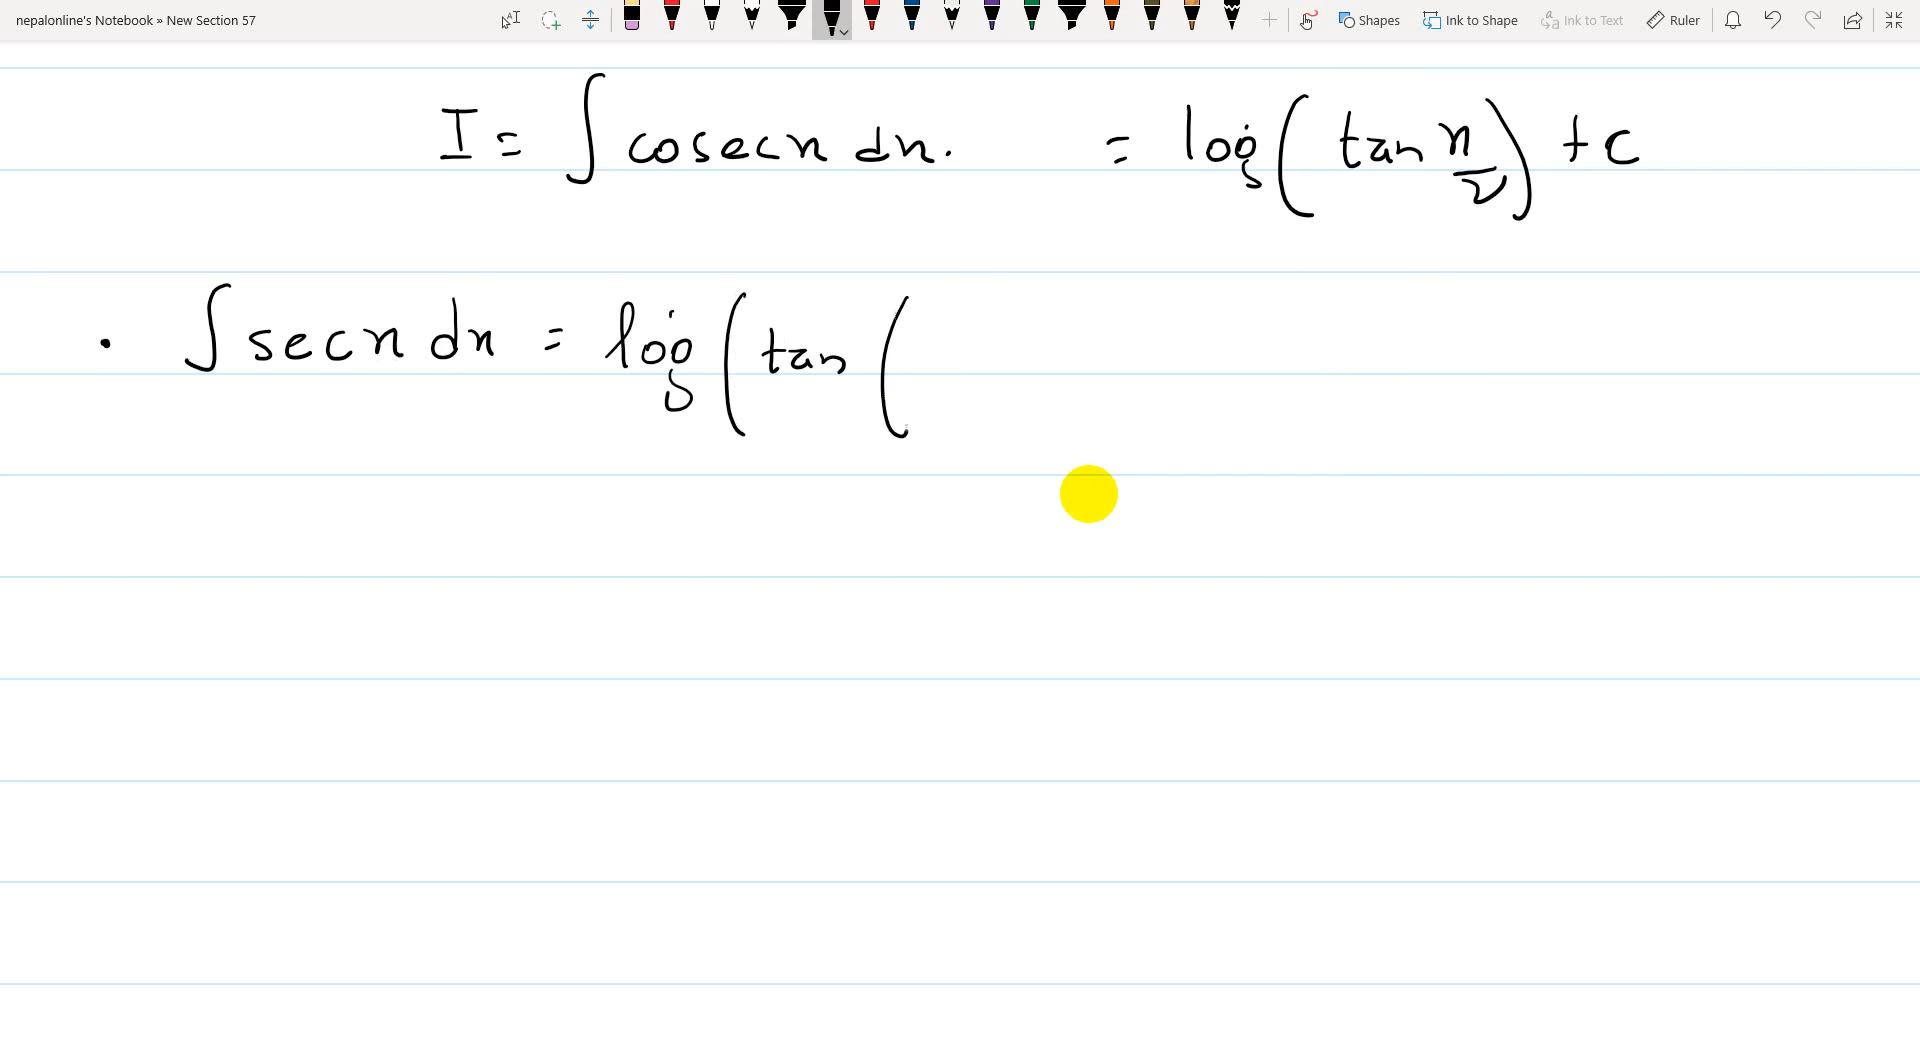 nepalonline's Notebook » New Section 57
Shapes Ink to Shape Ink to Text Ruler
I = ∫ cosecx dx. = log (tan x/2) + c
• ∫ secx dx = log (tan (